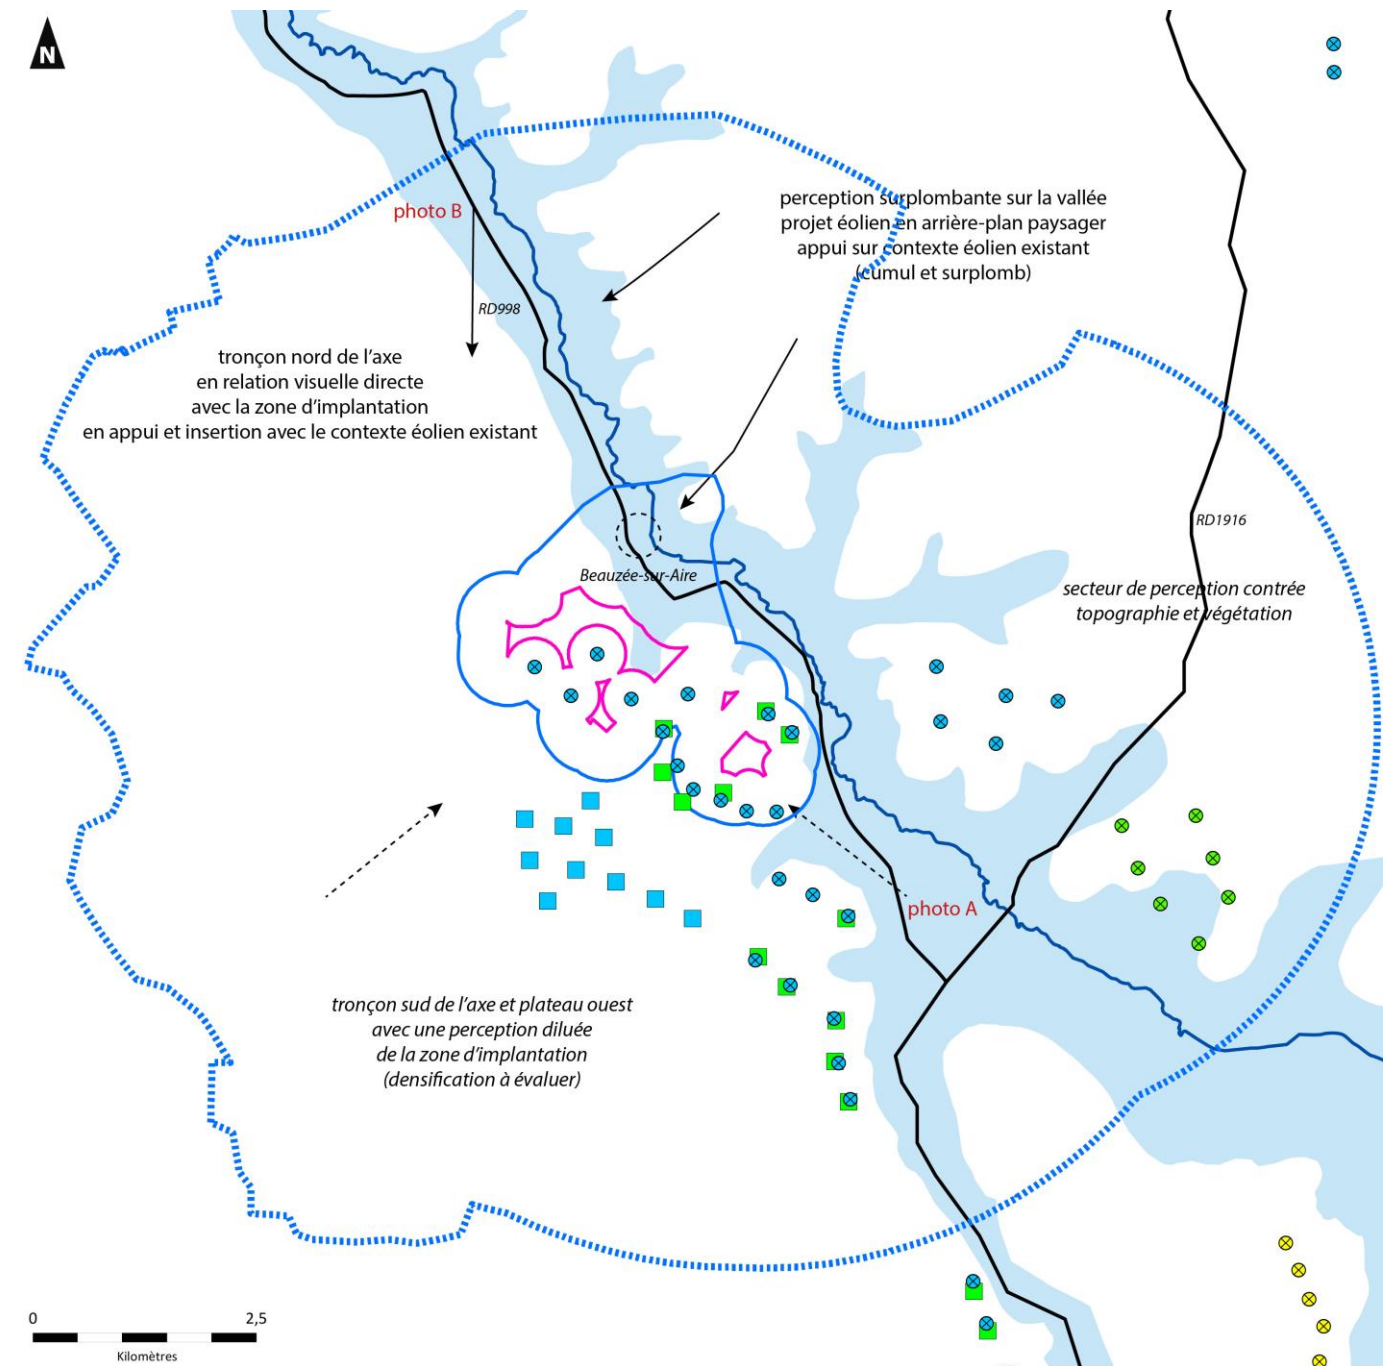 N
photo B
perception surplombante sur la vallée
projet éolien en arrière-plan paysager
appui sur contexte éolien existant
(cumul et surplomb)
RD998
tronçon nord de l'axe
en relation visuelle directe
avec la zone d'implantation
en appui et insertion avec le contexte éolien existant
RD1916
Beauzée-sur-Aire
secteur de perception contrée
topographie et végétation
photo A
tronçon sud de l'axe et plateau ouest
avec une perception diluée
de la zone d'implantation
(densification à évaluer)
0 2,5
Kilomètres